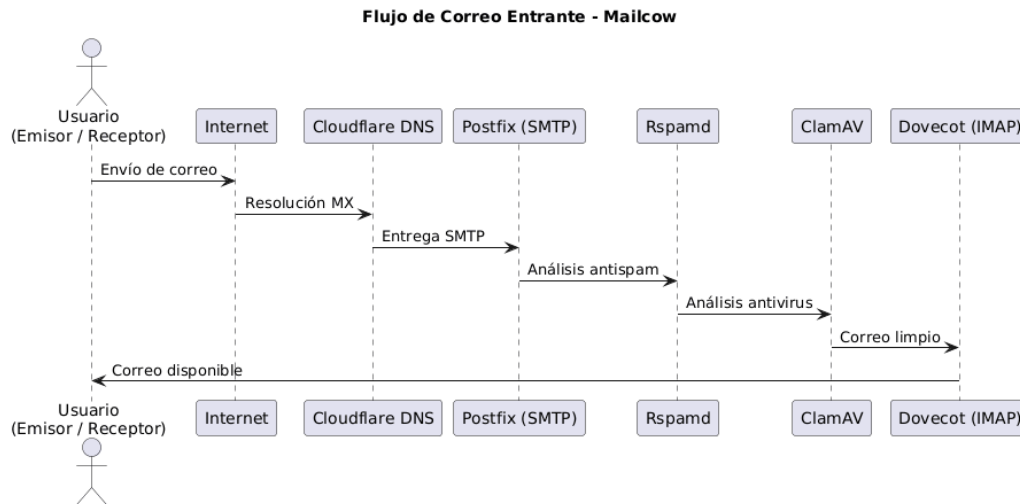 Flujo de Correo Entrante - Mailcow
Usuario
(Emisor / Receptor)
Internet
Cloudflare DNS
Postfix (SMTP)
Rspamd
ClamAV
Dovecot (IMAP)
Envío de correo
Resolución MX
Entrega SMTP
Análisis antispam
Análisis antivirus
Correo limpio
Correo disponible
Usuario
(Emisor / Receptor)
Internet
Cloudflare DNS
Postfix (SMTP)
Rspamd
ClamAV
Dovecot (IMAP)